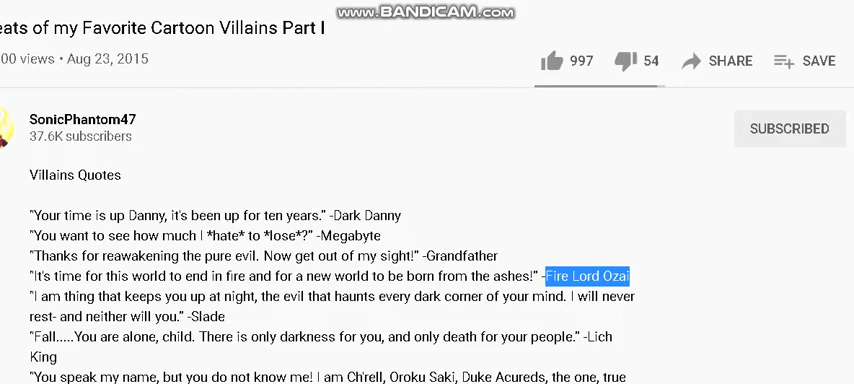 www.BANDICAM.com
eats of my Favorite Cartoon Villains Part I
00 views • Aug 23, 2015
997
54
SHARE
SAVE
SonicPhantom47
37.6K subscribers
SUBSCRIBED
Villains Quotes
"Your time is up Danny, it's been up for ten years." -Dark Danny
"You want to see how much I *hate* to *lose*?" -Megabyte
"Thanks for reawakening the pure evil. Now get out of my sight!" -Grandfather
"It's time for this world to end in fire and for a new world to be born from the ashes!" -Fire Lord Ozai
"I am thing that keeps you up at night, the evil that haunts every dark corner of your mind. I will never
rest- and neither will you." -Slade
"Fall.....You are alone, child. There is only darkness for you, and only death for your people." -Lich
King
"You speak my name, but you do not know me! I am Ch'rell, Oroku Saki, Duke Acureds, the one, true